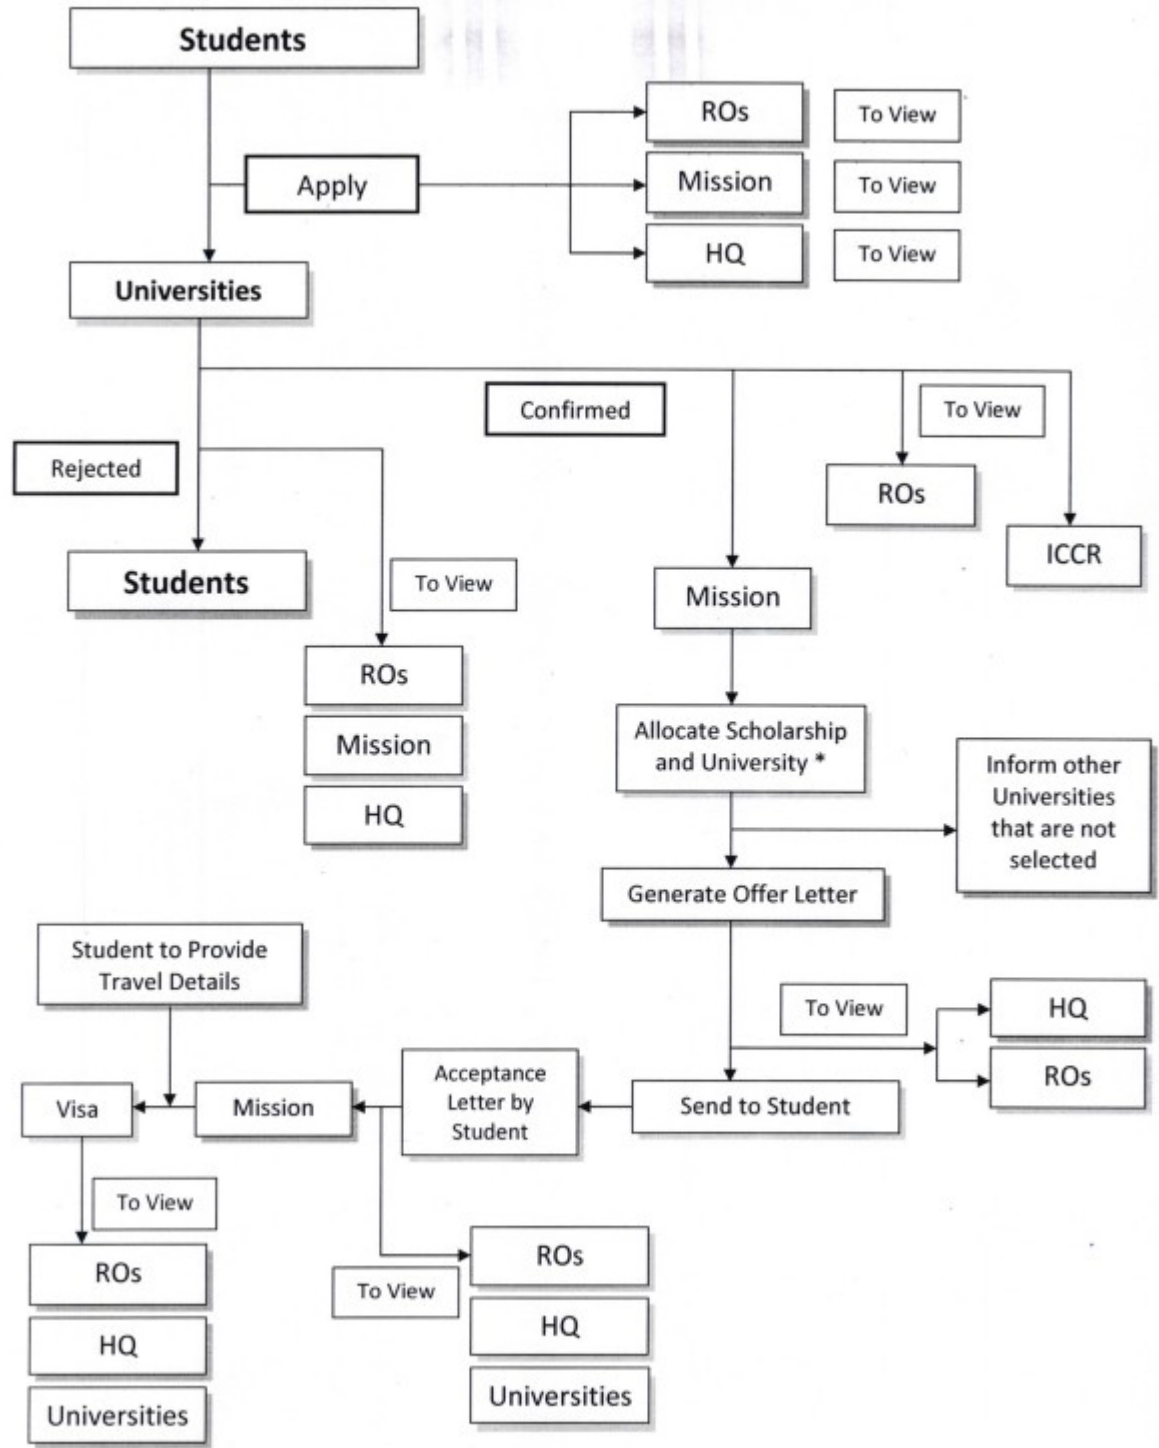 Students
ROs
To View
Apply
Mission
To View
HQ
To View
Universities
Confirmed
To View
Rejected
ROs
ICCR
Students
To View
Mission
ROs
Mission
HQ
Allocate Scholarship
and University *
Inform other
Universities
that are not
selected
Generate Offer Letter
Student to Provide
Travel Details
To View
HQ
ROs
Visa
Mission
Acceptance
Letter by
Student
Send to Student
To View
ROs
HQ
Universities
To View
ROs
HQ
Universities